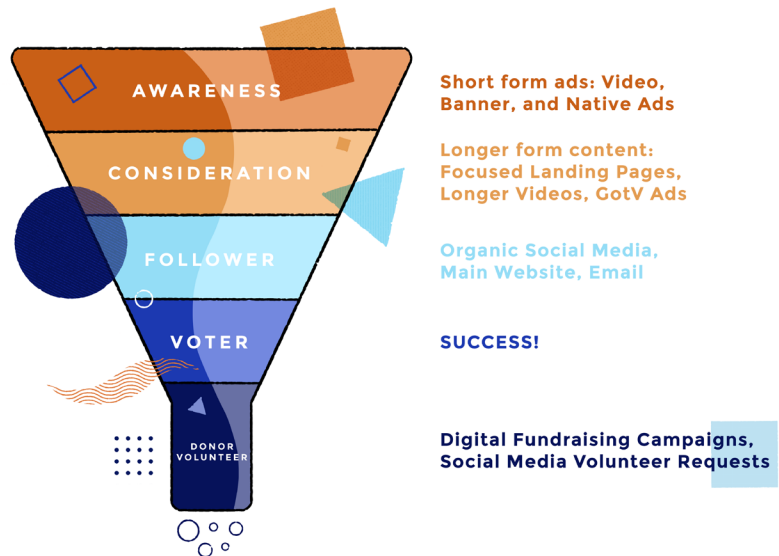 AWARENESS
Short form ads: Video,
Banner, and Native Ads
CONSIDERATION
Longer form content:
Focused Landing Pages,
Longer Videos, GotV Ads
FOLLOWER
Organic Social Media,
Main Website, Email
VOTER
SUCCESS!
DONOR
VOLUNTEER
Digital Fundraising Campaigns,
Social Media Volunteer Requests